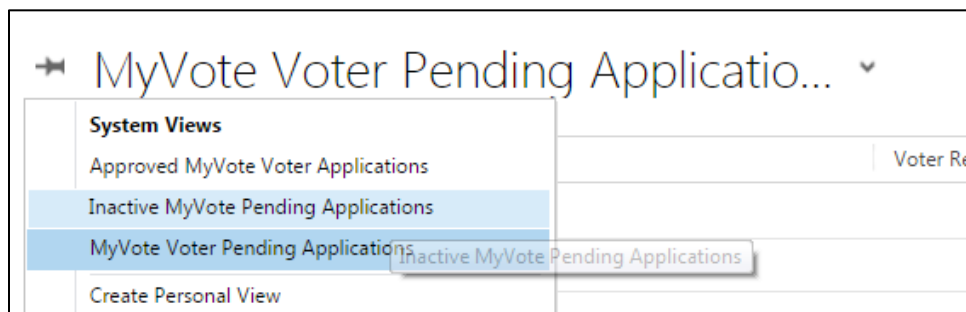 MyVote Voter Pending Applicatio...
System Views
Approved MyVote Voter Applications
Voter Re
Inactive MyVote Pending Applications
MyVote Voter Pending Applications
Inactive MyVote Pending Applications
Create Personal View